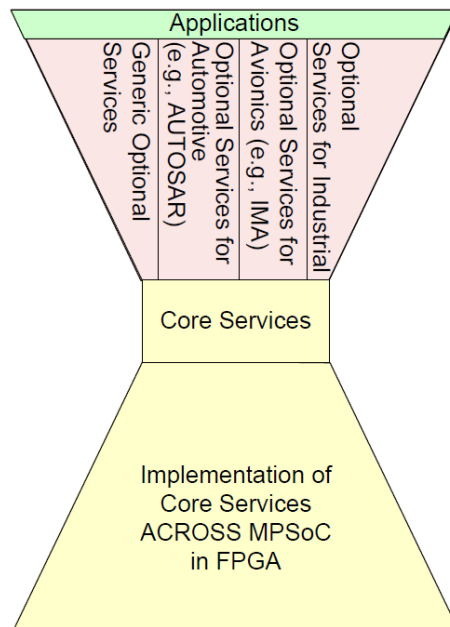 Applications
Generic Optional
Services
Optional Services for
Automotive
(e.g., AUTOSAR)
Optional Services for
Avionics (e.g., IMA)
Optional
Services for Industrial
Core Services
Implementation of
Core Services
ACROSS MPSoC
in FPGA